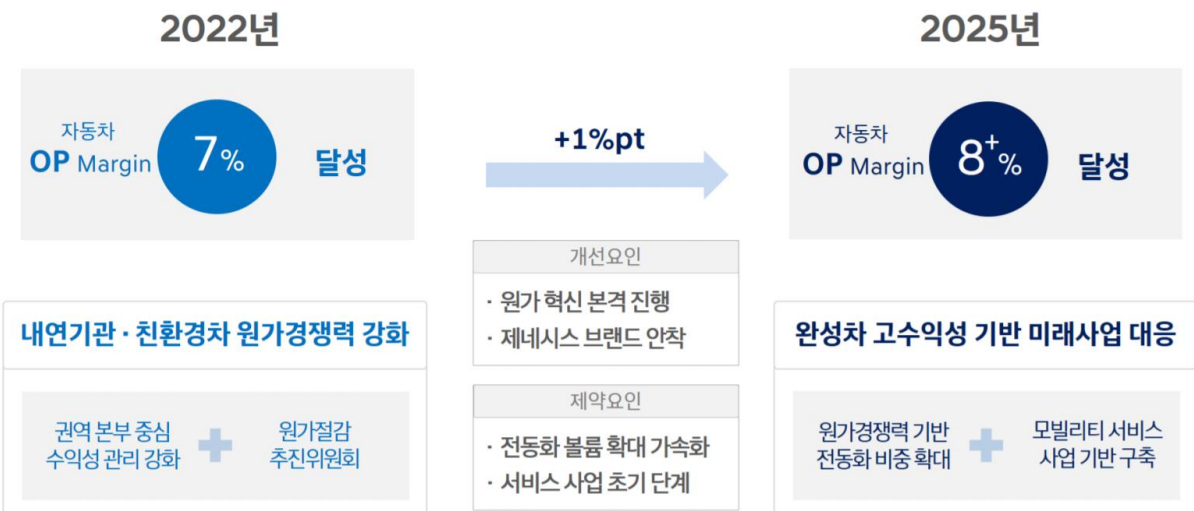 2022년
자동차
OP Margin
7%
달성
내연기관 · 친환경차 원가경쟁력 강화
권역 본부 중심
수익성 관리 강화
원가절감
추진위원회
+1%pt
개선요인
· 원가 혁신 본격 진행
· 제네시스 브랜드 안착
제약요인
· 전동화 볼륨 확대 가속화
· 서비스 사업 초기 단계
2025년
자동차
OP Margin
8+%
달성
완성차 고수익성 기반 미래사업 대응
원가경쟁력 기반
전동화 비중 확대
모빌리티 서비스
사업 기반 구축